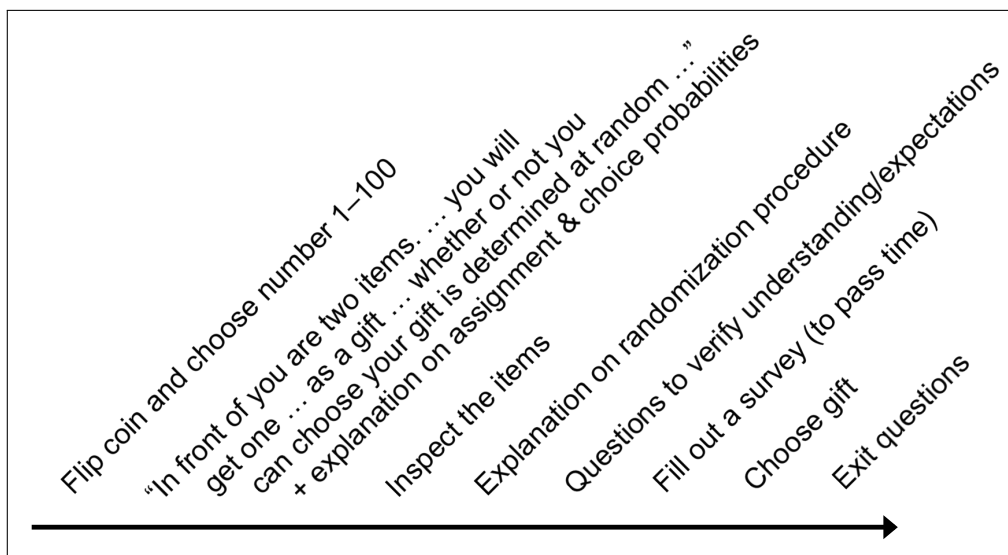 Flip coin and choose number 1–100
“In front of you are two items. … you will
get one … as a gift … whether or not you
can choose your gift is determined at random …”
+ explanation on assignment & choice probabilities
Inspect the items
Explanation on randomization procedure
Questions to verify understanding/expectations
Fill out a survey (to pass time)
Choose gift
Exit questions